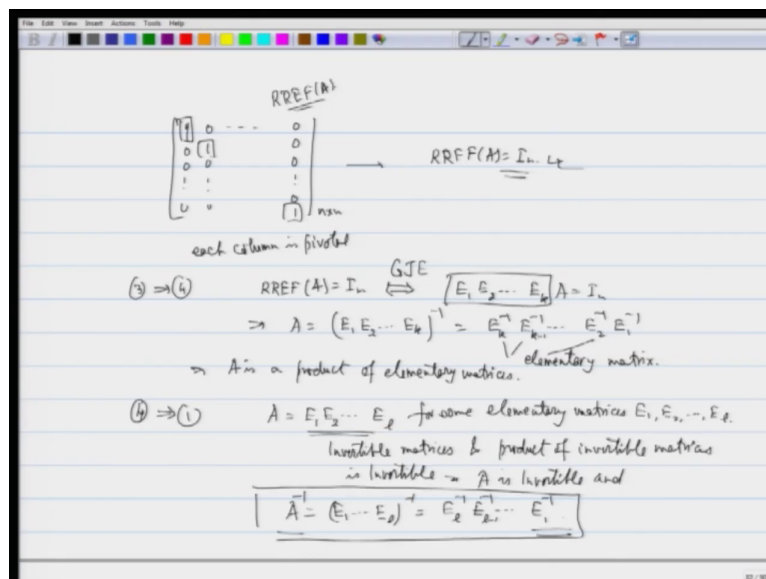 File Edit View Insert Actions Tools Help
B I
RREF(A)
1 0 --- 0
0 1 0
0 0 0
⋮ ⋮ ⋮
0
0 0 1 n×n
→ RREF(A) = In.
each column is pivotal
③ ⇒ ④ RREF(A) = In ⟺ GJE E1 E2 ... Ek A = In
⇒ A = (E1 E2 ... Ek)^-1 = Ek^-1 Ek-1^-1 ... E2^-1 E1^-1
elementary matrix.
⇒ A is a product of elementary matrices.
④ ⇒ ① A = E1 E2 ... El for some elementary matrices E1, E2, ..., El.
Invertible matrices & product of invertible matrices
is Invertible ⇒ A is Invertible and
A^-1 = (E1 ... El)^-1 = El^-1 El-1^-1 ... E1^-1